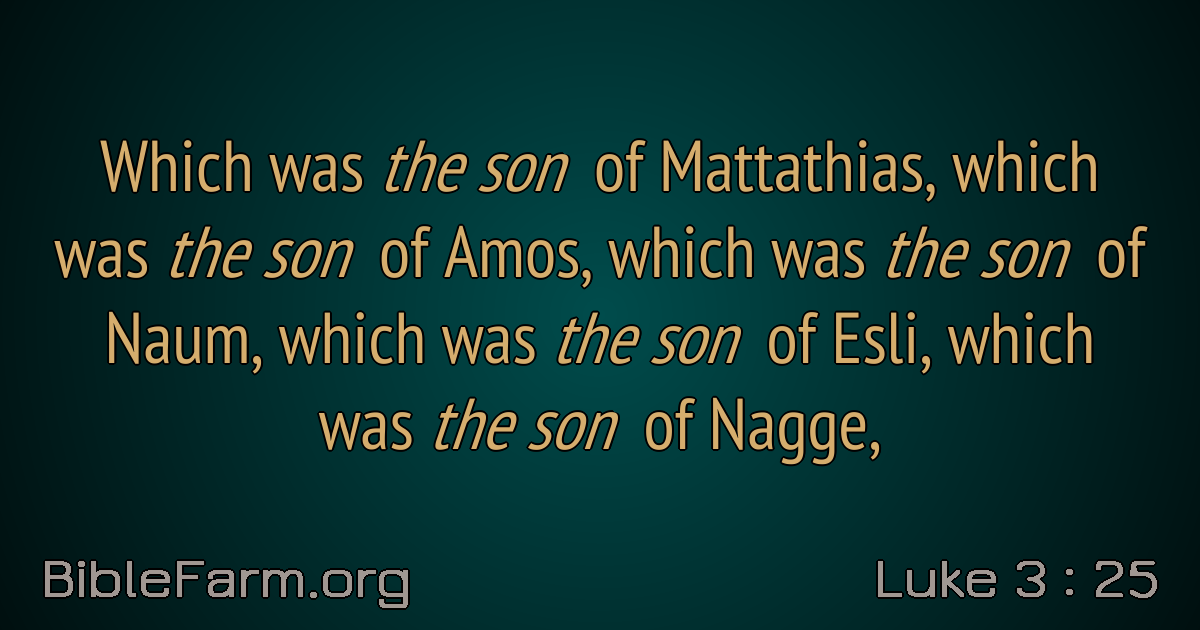 Which was the son of Mattathias, which
was the son of Amos, which was the son of
Naum, which was the son of Esli, which
was the son of Nagge,
BibleFarm.org
Luke 3 : 25